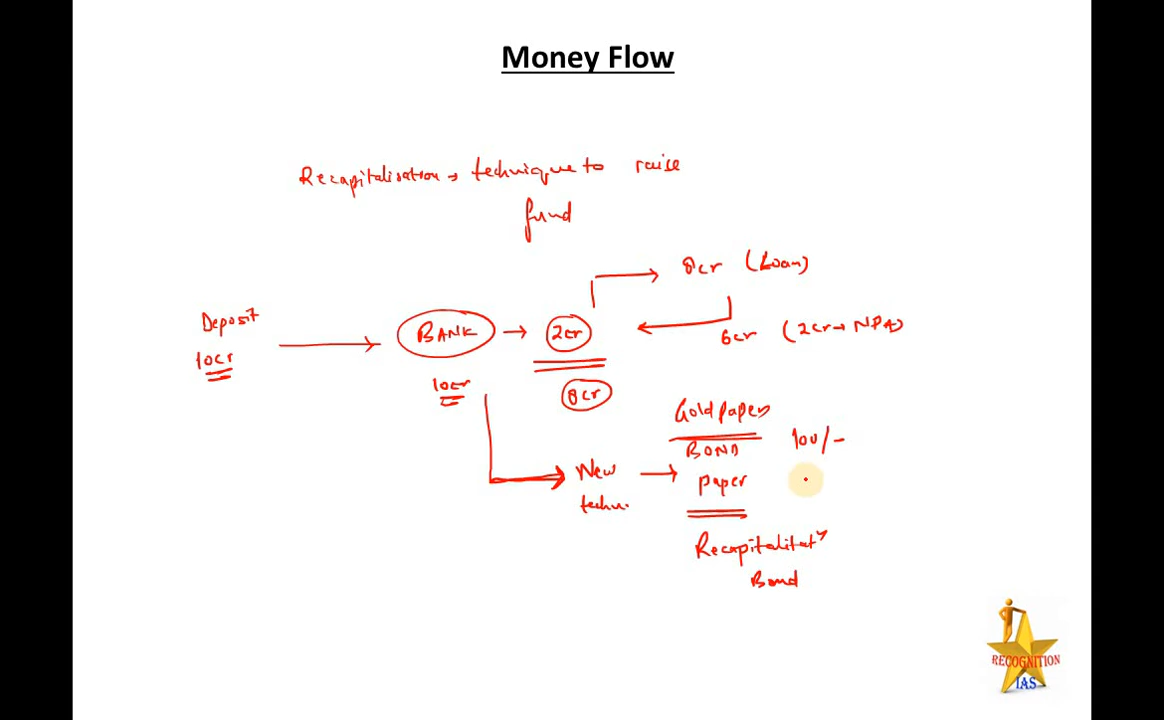 Money Flow
Recapitalisation → technique to raise
fund
8cr (Loan)
Deposit
10cr
BANK → 2cr
6cr (2cr → NPA)
10cr
8cr
Gold paper
BOND 100/-
New → paper
techn.
Recapitalitat
Bond
RECOGNITION
IAS